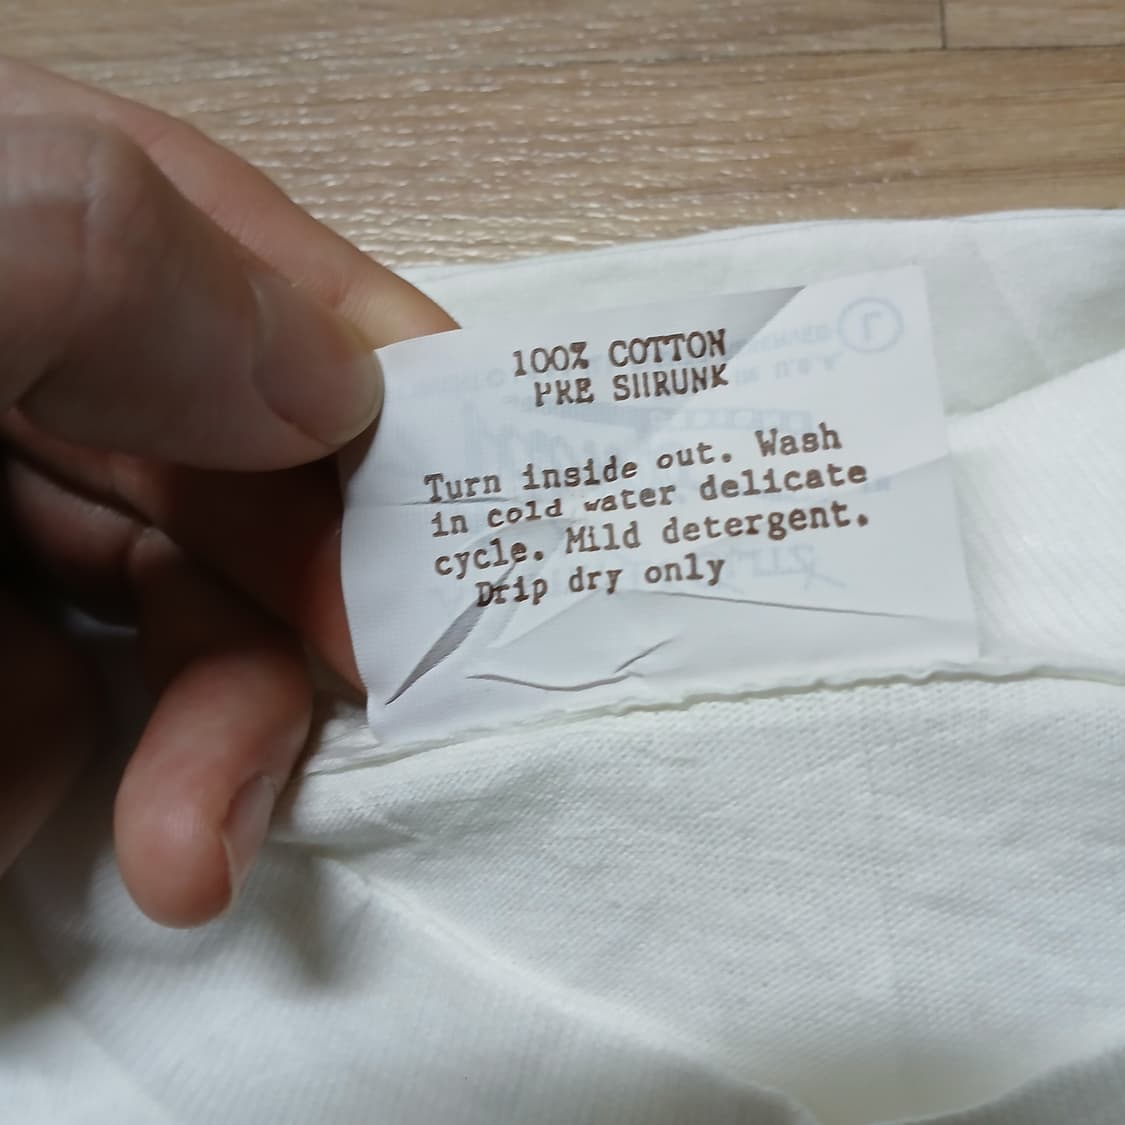 100% COTTON
PRE SHRUNK
Turn inside out. Wash
in cold water delicate
cycle. Mild detergent.
Drip dry only